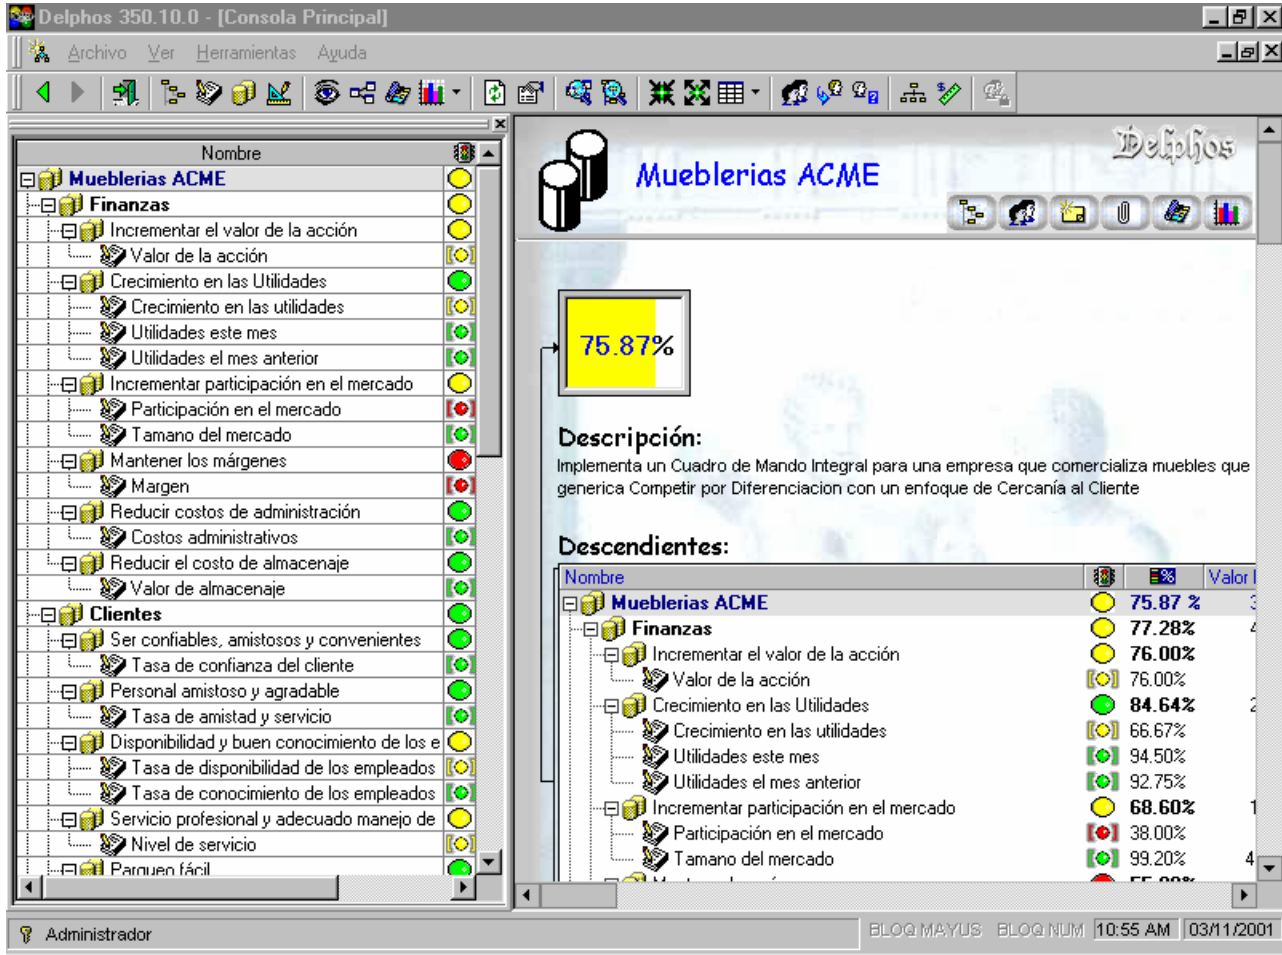 Delphos 350.10.0 - [Consola Principal]
Archivo Ver Herramientas Ayuda
Nombre
Mueblerias ACME
Finanzas
Incrementar el valor de la acción
Valor de la acción
Crecimiento en las Utilidades
Crecimiento en las utilidades
Utilidades este mes
Utilidades el mes anterior
Incrementar participación en el mercado
Participación en el mercado
Tamano del mercado
Mantener los márgenes
Margen
Reducir costos de administración
Costos administrativos
Reducir el costo de almacenaje
Valor de almacenaje
Clientes
Ser confiables, amistosos y convenientes
Tasa de confianza del cliente
Personal amistoso y agradable
Tasa de amistad y servicio
Disponibilidad y buen conocimiento de los e
Tasa de disponibilidad de los empleados
Tasa de conocimiento de los empleados
Servicio profesional y adecuado manejo de
Nivel de servicio
Parqueo fácil
Delphos
Mueblerias ACME
75.87%
Descripción:
Implementa un Cuadro de Mando Integral para una empresa que comercializa muebles que
generica Competir por Diferenciacion con un enfoque de Cercanía al Cliente
Descendientes:
Nombre % Valor
Mueblerias ACME 75.87 % 3
Finanzas 77.28% 4
Incrementar el valor de la acción 76.00%
Valor de la acción 76.00%
Crecimiento en las Utilidades 84.64% 2
Crecimiento en las utilidades 66.67%
Utilidades este mes 94.50%
Utilidades el mes anterior 92.75%
Incrementar participación en el mercado 68.60% 1
Participación en el mercado 38.00%
Tamano del mercado 99.20% 4
Administrador
BLOQ MAYUS BLOQ NUM 10:55 AM 03/11/2001